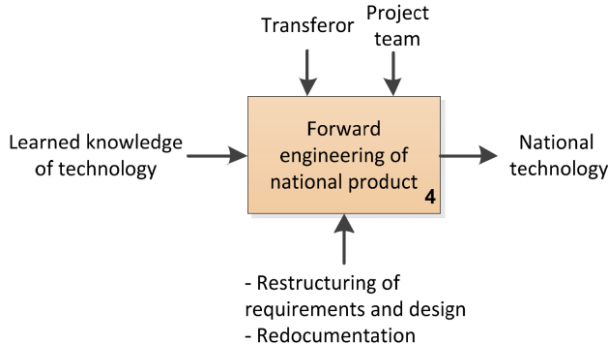 Transferor
Project
team
Learned knowledge
of technology
Forward
engineering of
national product
4
National
technology
- Restructuring of
requirements and design
- Redocumentation